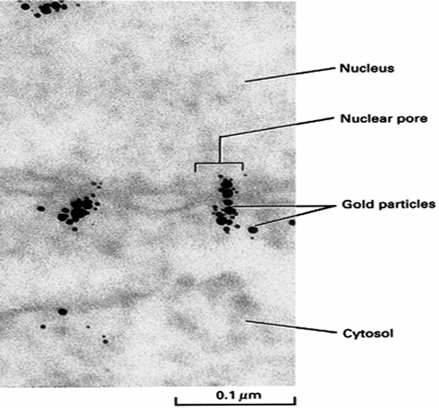 Nucleus
Nuclear pore
Gold particles
Cytosol
0.1 μm